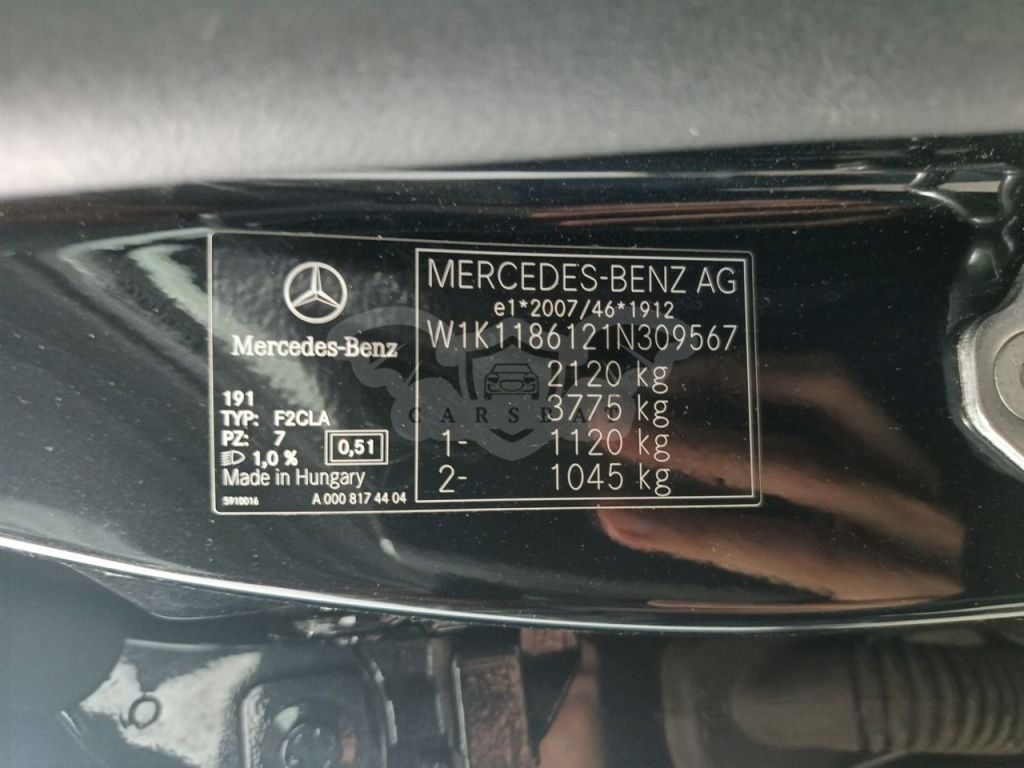 Mercedes-Benz
191
TYP: F2CLA
PZ: 7
1,0 %
0,51
Made in Hungary
5910016
A 000 817 44 04
MERCEDES-BENZ AG
e1*2007/46*1912
W1K1186121N309567
2120 kg
3775 kg
1- 1120 kg
2- 1045 kg